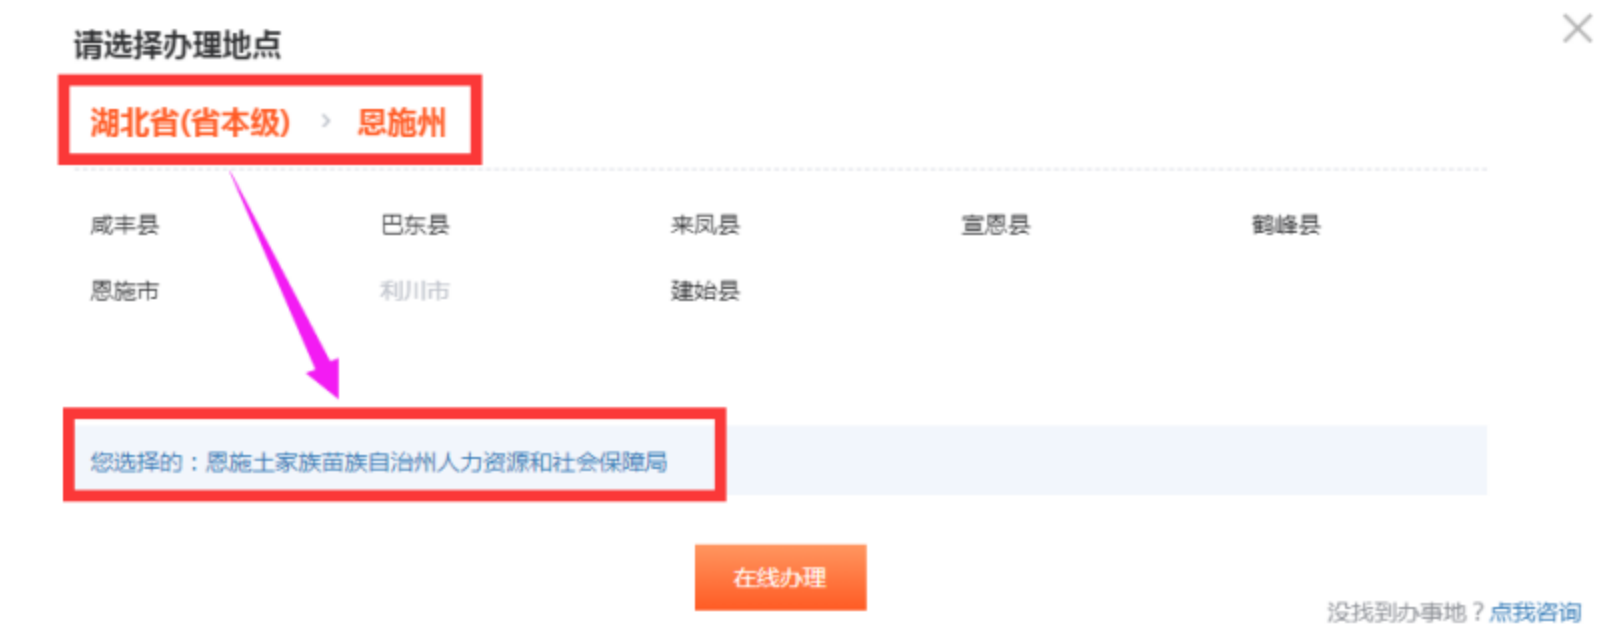 请选择办理地点
湖北省(省本级) > 恩施州
咸丰县 巴东县 来凤县 宣恩县 鹤峰县
恩施市 利川市 建始县
您选择的：恩施土家族苗族自治州人力资源和社会保障局
在线办理
没找到办事地？点我咨询